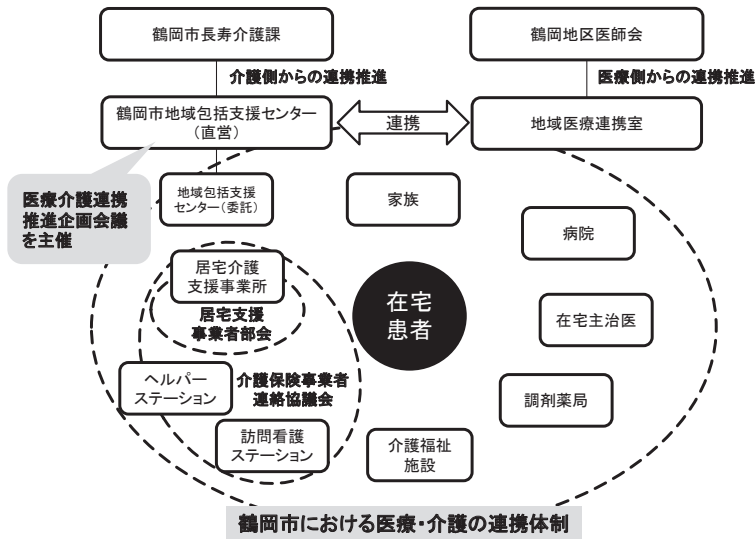 鶴岡市長寿介護課
鶴岡地区医師会
介護側からの連携推進
医療側からの連携推進
鶴岡市地域包括支援センター
（直営）
連携
地域医療連携室
医療介護連携
推進企画会議
を主催
地域包括支援
センター（委託）
家族
病院
居宅介護
支援事業所
居宅支援
事業者部会
在宅
患者
在宅主治医
ヘルパー
ステーション
介護保険事業者
連絡協議会
調剤薬局
訪問看護
ステーション
介護福祉
施設
鶴岡市における医療・介護の連携体制